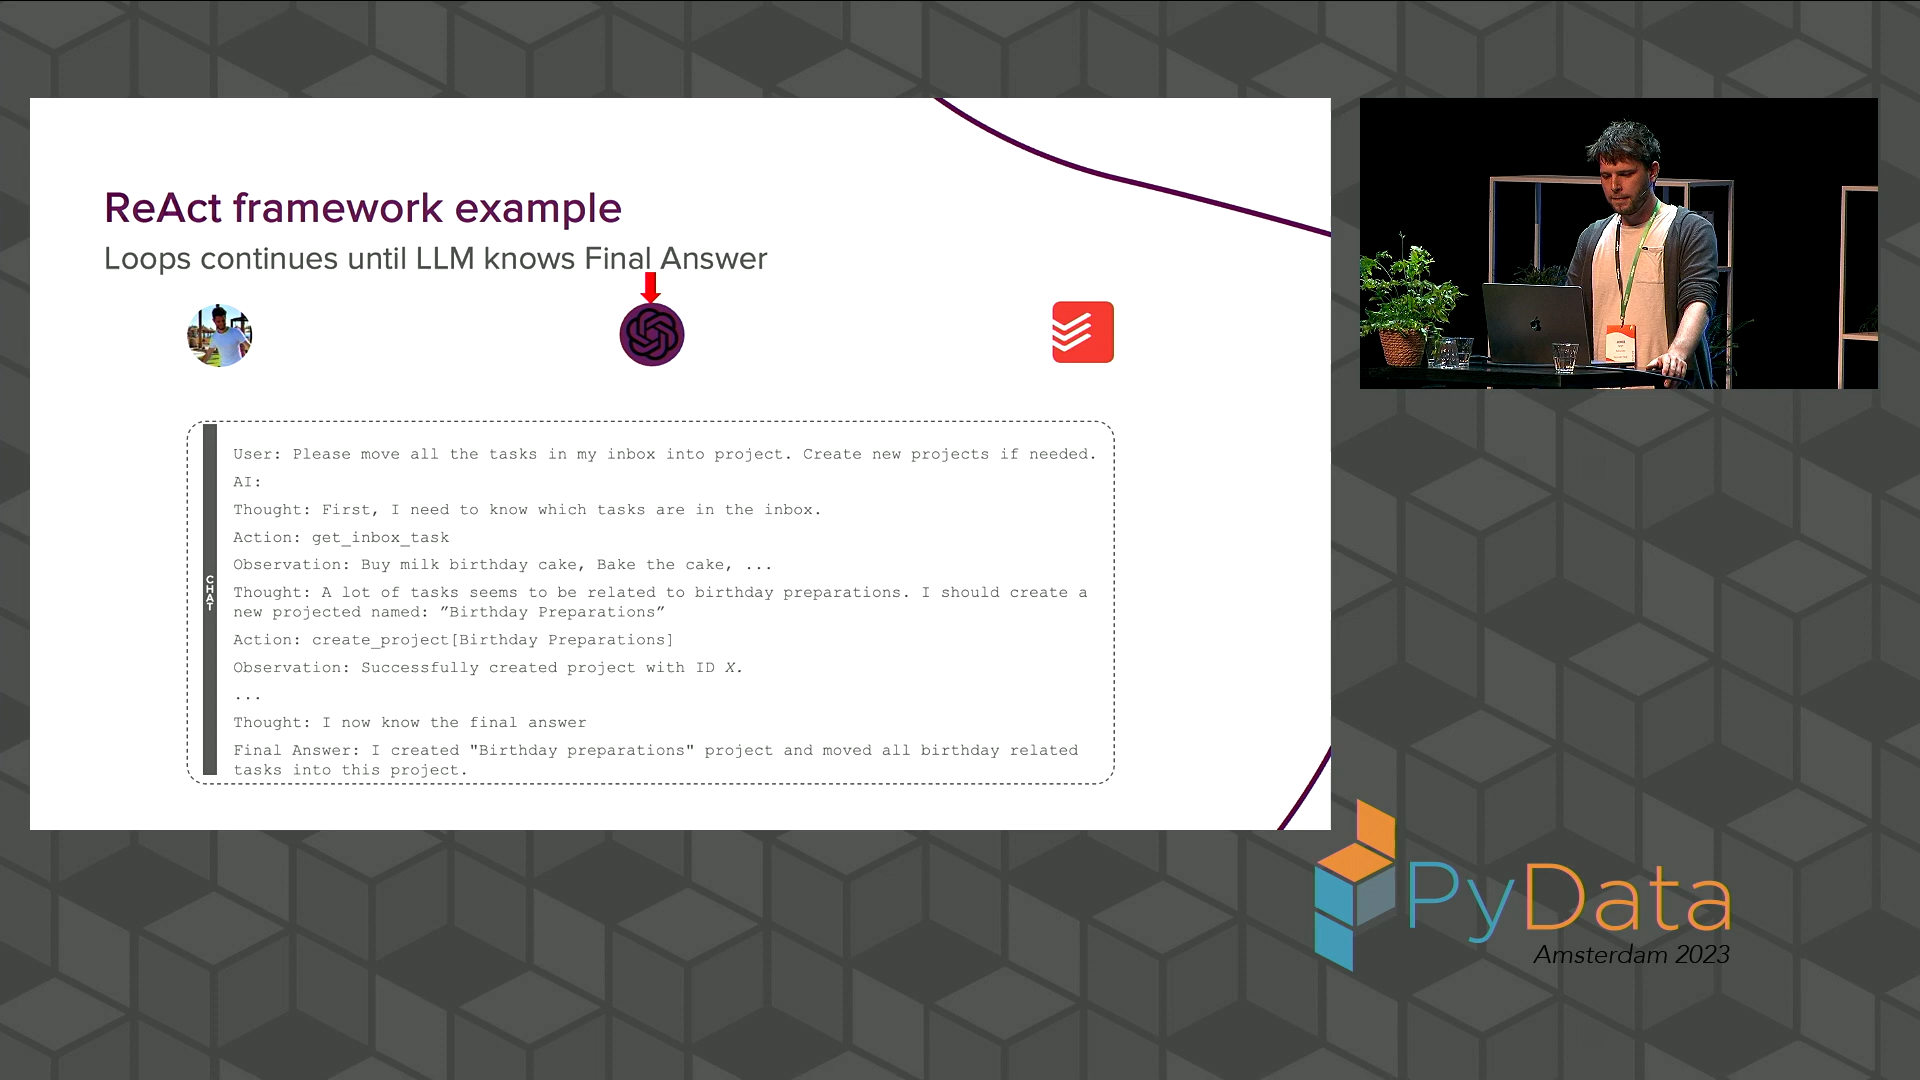 ReAct framework example
Loops continues until LLM knows Final Answer
CHAT
User: Please move all the tasks in my inbox into project. Create new projects if needed.
AI:
Thought: First, I need to know which tasks are in the inbox.
Action: get_inbox_task
Observation: Buy milk birthday cake, Bake the cake, ...
Thought: A lot of tasks seems to be related to birthday preparations. I should create a
new projected named: ”Birthday Preparations”
Action: create_project[Birthday Preparations]
Observation: Successfully created project with ID X.
...
Thought: I now know the final answer
Final Answer: I created "Birthday preparations" project and moved all birthday related
tasks into this project.
PyData
Amsterdam 2023